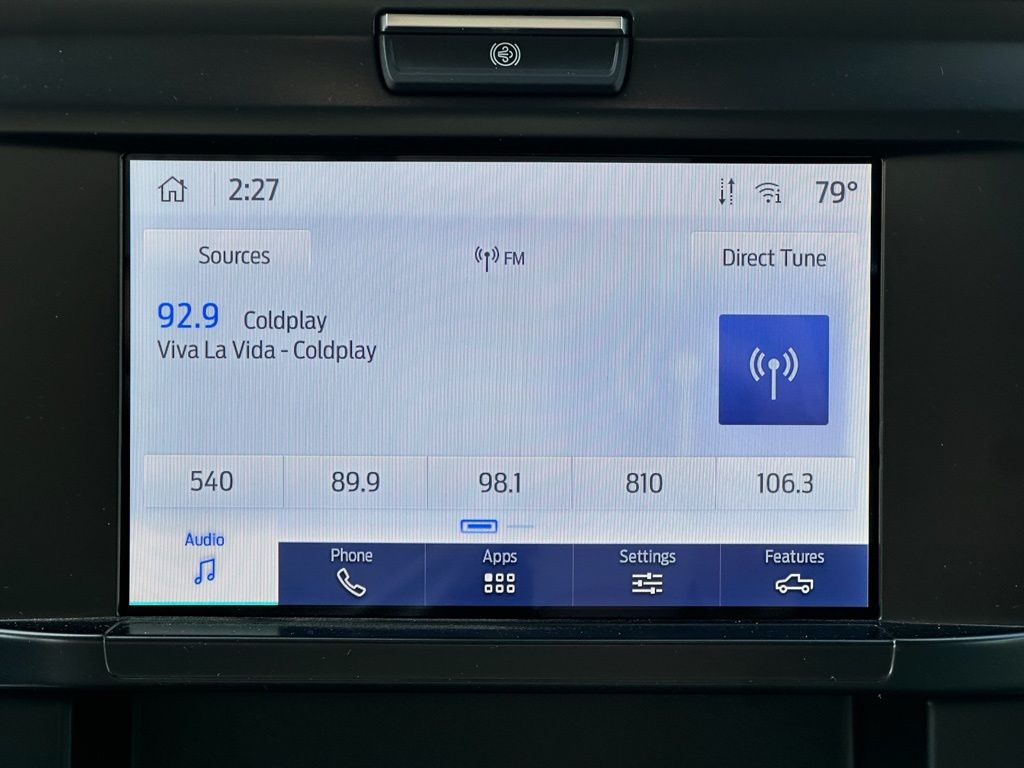 2:27 79°
Sources FM Direct Tune
92.9 Coldplay
Viva La Vida - Coldplay
540 89.9 98.1 810 106.3
Audio Phone Apps Settings Features